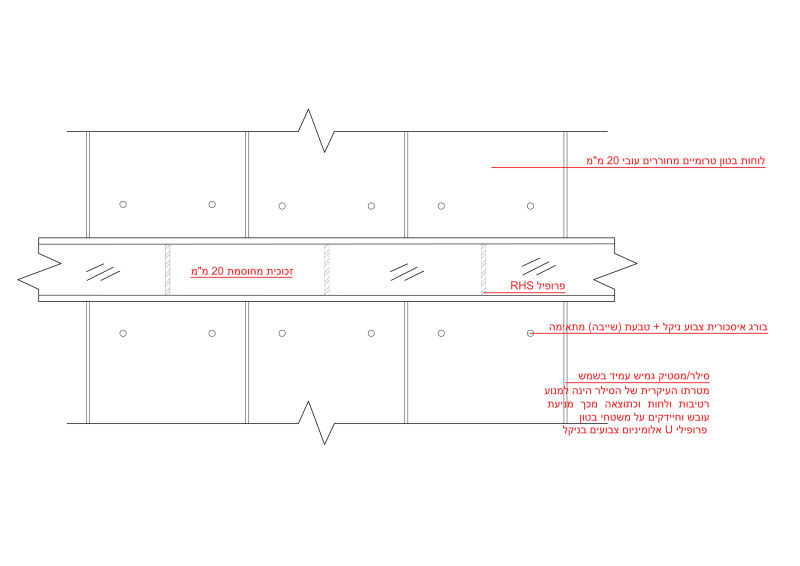 לוחות בטון טרומיים מחוררים עובי 20 מ"מ
זכוכית מחוסמת 20 מ"מ
פרופיל RHS
בורג איסכורית צבוע ניקל + טבעת (שייבה) מתאימה
סילר/מסטיק גמיש עמיד בשמש
מטרתו העיקרית של הסילר הינה למנוע
רטיבות ולחות וכתוצאה מכך מניעת
עובש וחיידקים על משטחי בטון
פרופילי U אלומיניום צבועים בניקל